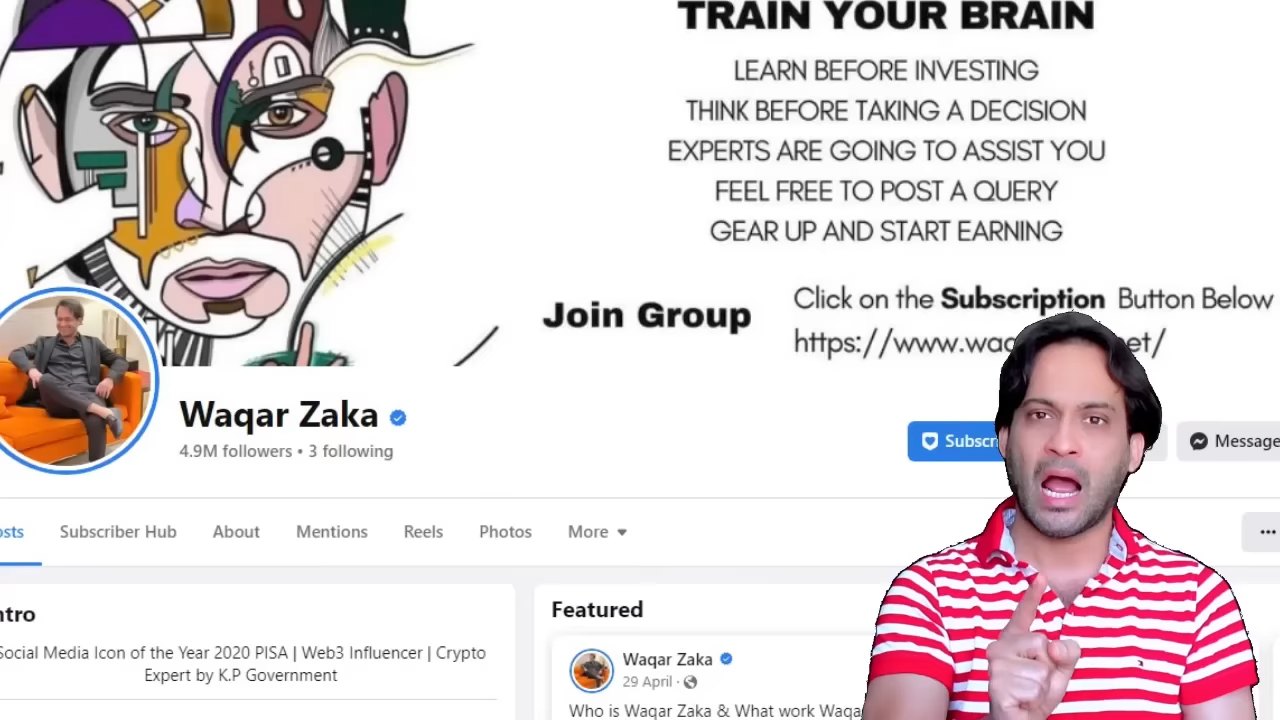 TRAIN YOUR BRAIN
LEARN BEFORE INVESTING
THINK BEFORE TAKING A DECISION
EXPERTS ARE GOING TO ASSIST YOU
FEEL FREE TO POST A QUERY
GEAR UP AND START EARNING
Join Group
Click on the Subscription Button Below
Waqar Zaka
4.9M followers • 3 following
Message
Subscriber Hub About Mentions Reels Photos More
Featured
Social Media Icon of the Year 2020 PISA | Web3 Influencer | Crypto
Expert by K.P Government
Waqar Zaka
29 April ·
Who is Waqar Zaka & What work